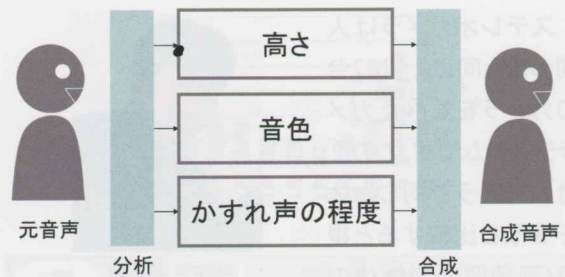 高さ
音色
かすれ声の程度
元音声
合成音声
分析
合成